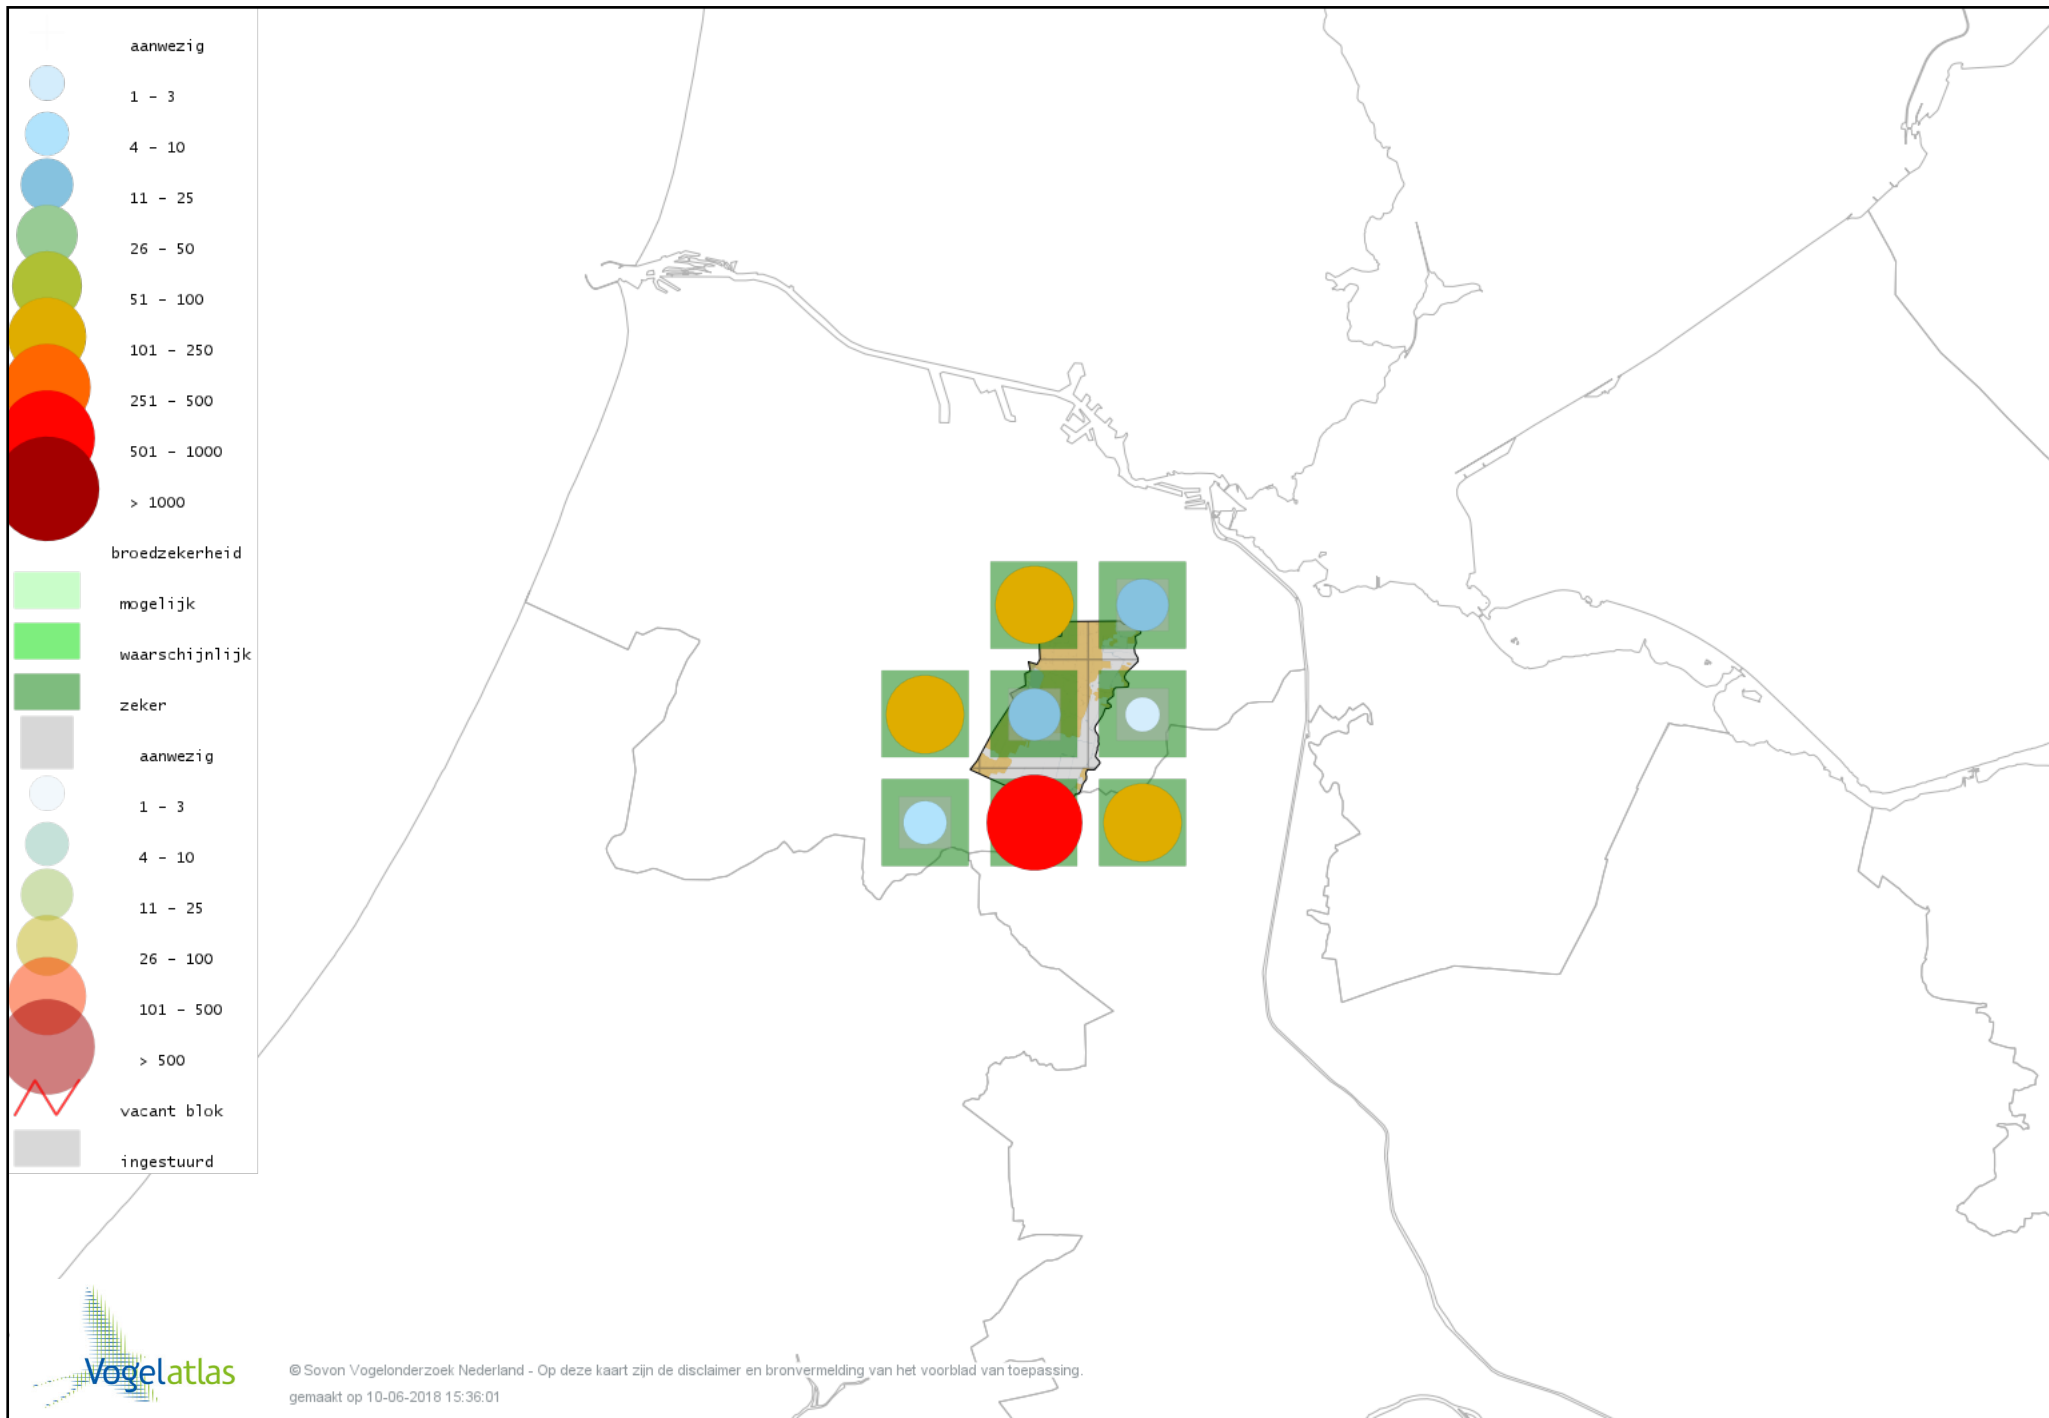 aanwezig
1 – 3
4 – 10
11 – 25
26 – 50
51 – 100
101 – 250
251 – 500
501 – 1000
> 1000
broedzekerheid
mogelijk
waarschijnlijk
zeker
aanwezig
1 – 3
4 – 10
11 – 25
26 – 100
101 – 500
> 500
vacant blok
ingestuurd
Vogelatlas
© Sovon Vogelonderzoek Nederland - Op deze kaart zijn de disclaimer en bronvermelding van het voorblad van toepassing.
gemaakt op 10-06-2018 15:36:01